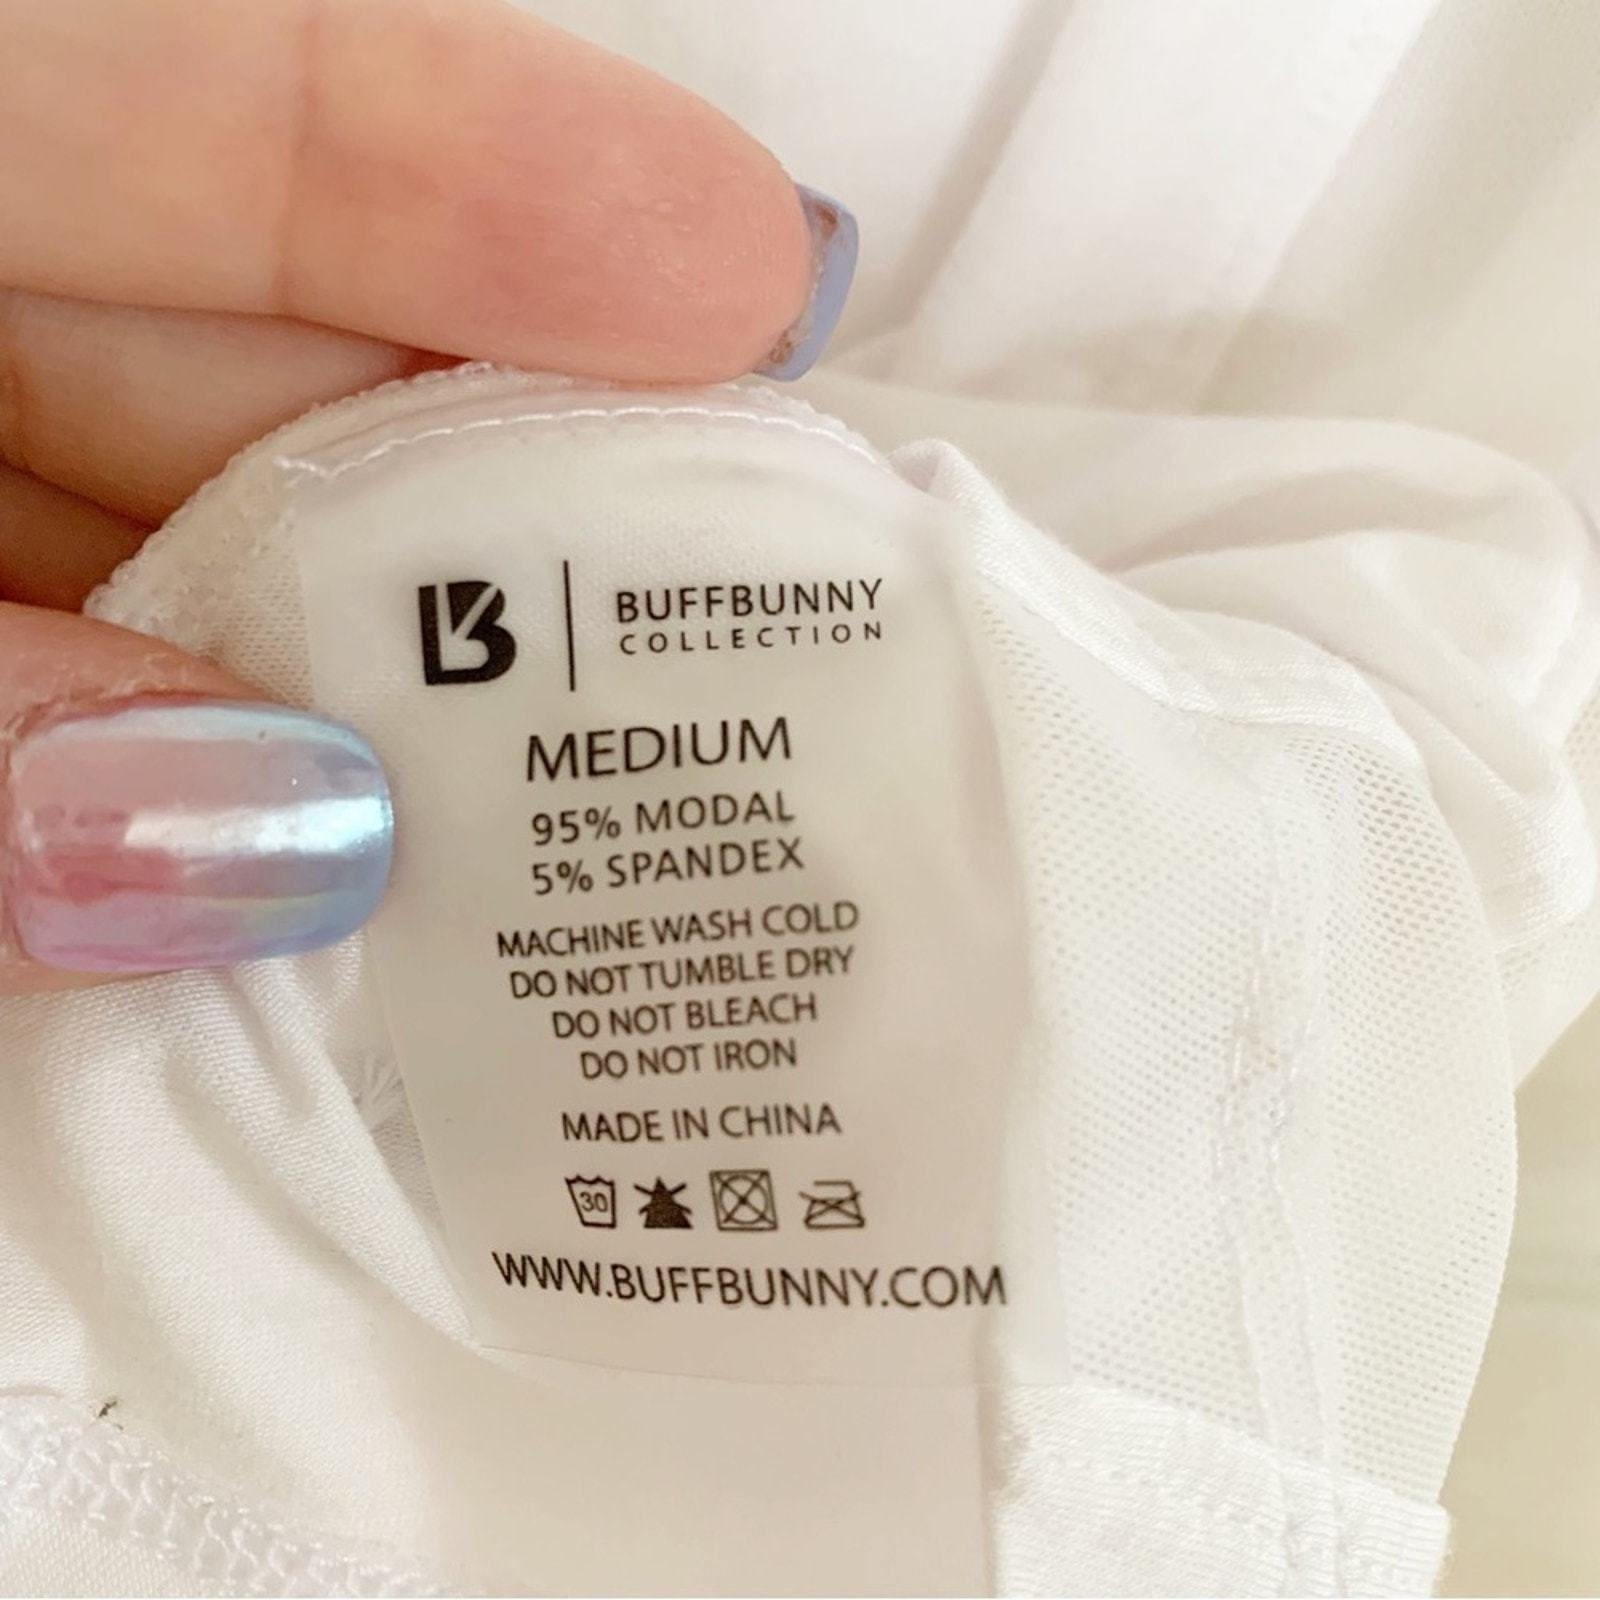 B | BUFFBUNNY
COLLECTION
MEDIUM
95% MODAL
5% SPANDEX
MACHINE WASH COLD
DO NOT TUMBLE DRY
DO NOT BLEACH
DO NOT IRON
MADE IN CHINA
30
WWW.BUFFBUNNY.COM